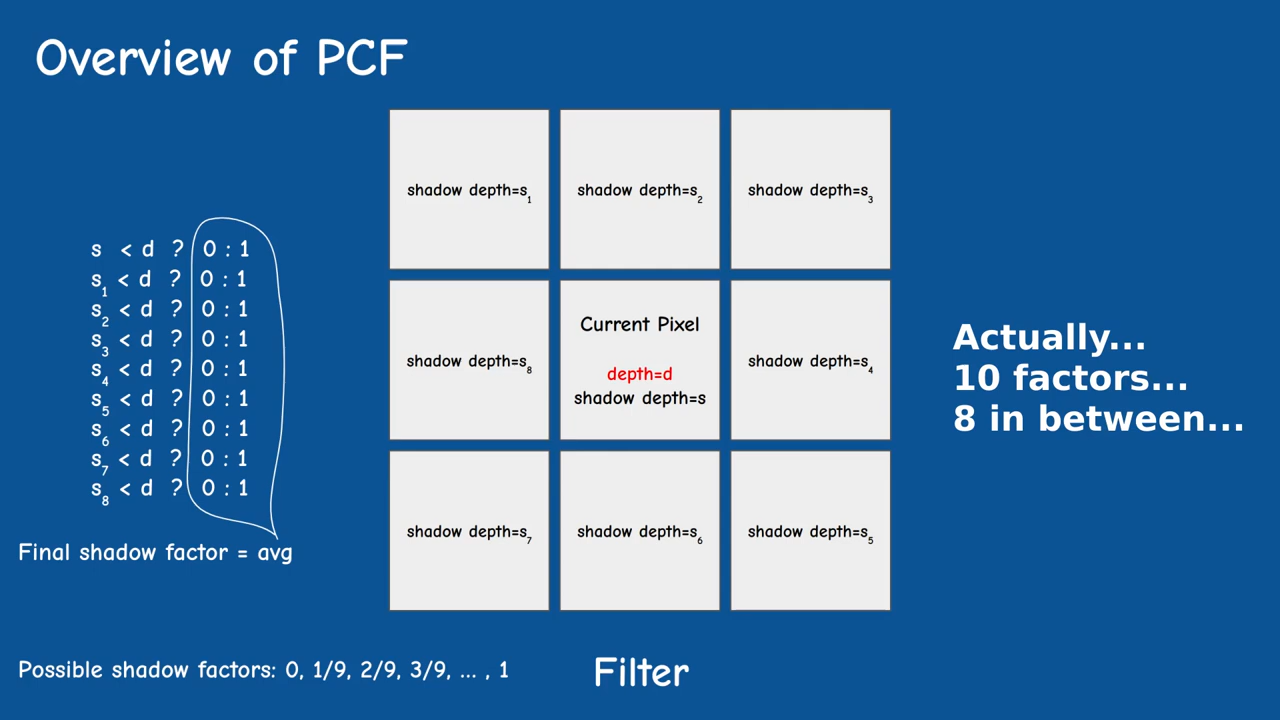 Overview of PCF
s < d ? 0 : 1
s1 < d ? 0 : 1
s2 < d ? 0 : 1
s3 < d ? 0 : 1
s4 < d ? 0 : 1
s5 < d ? 0 : 1
s6 < d ? 0 : 1
s7 < d ? 0 : 1
s8 < d ? 0 : 1
Final shadow factor = avg
shadow depth=s1
shadow depth=s2
shadow depth=s3
shadow depth=s8
Current Pixel
depth=d
shadow depth=s
shadow depth=s4
shadow depth=s7
shadow depth=s6
shadow depth=s5
Actually...
10 factors...
8 in between...
Possible shadow factors: 0, 1/9, 2/9, 3/9, ... , 1
Filter